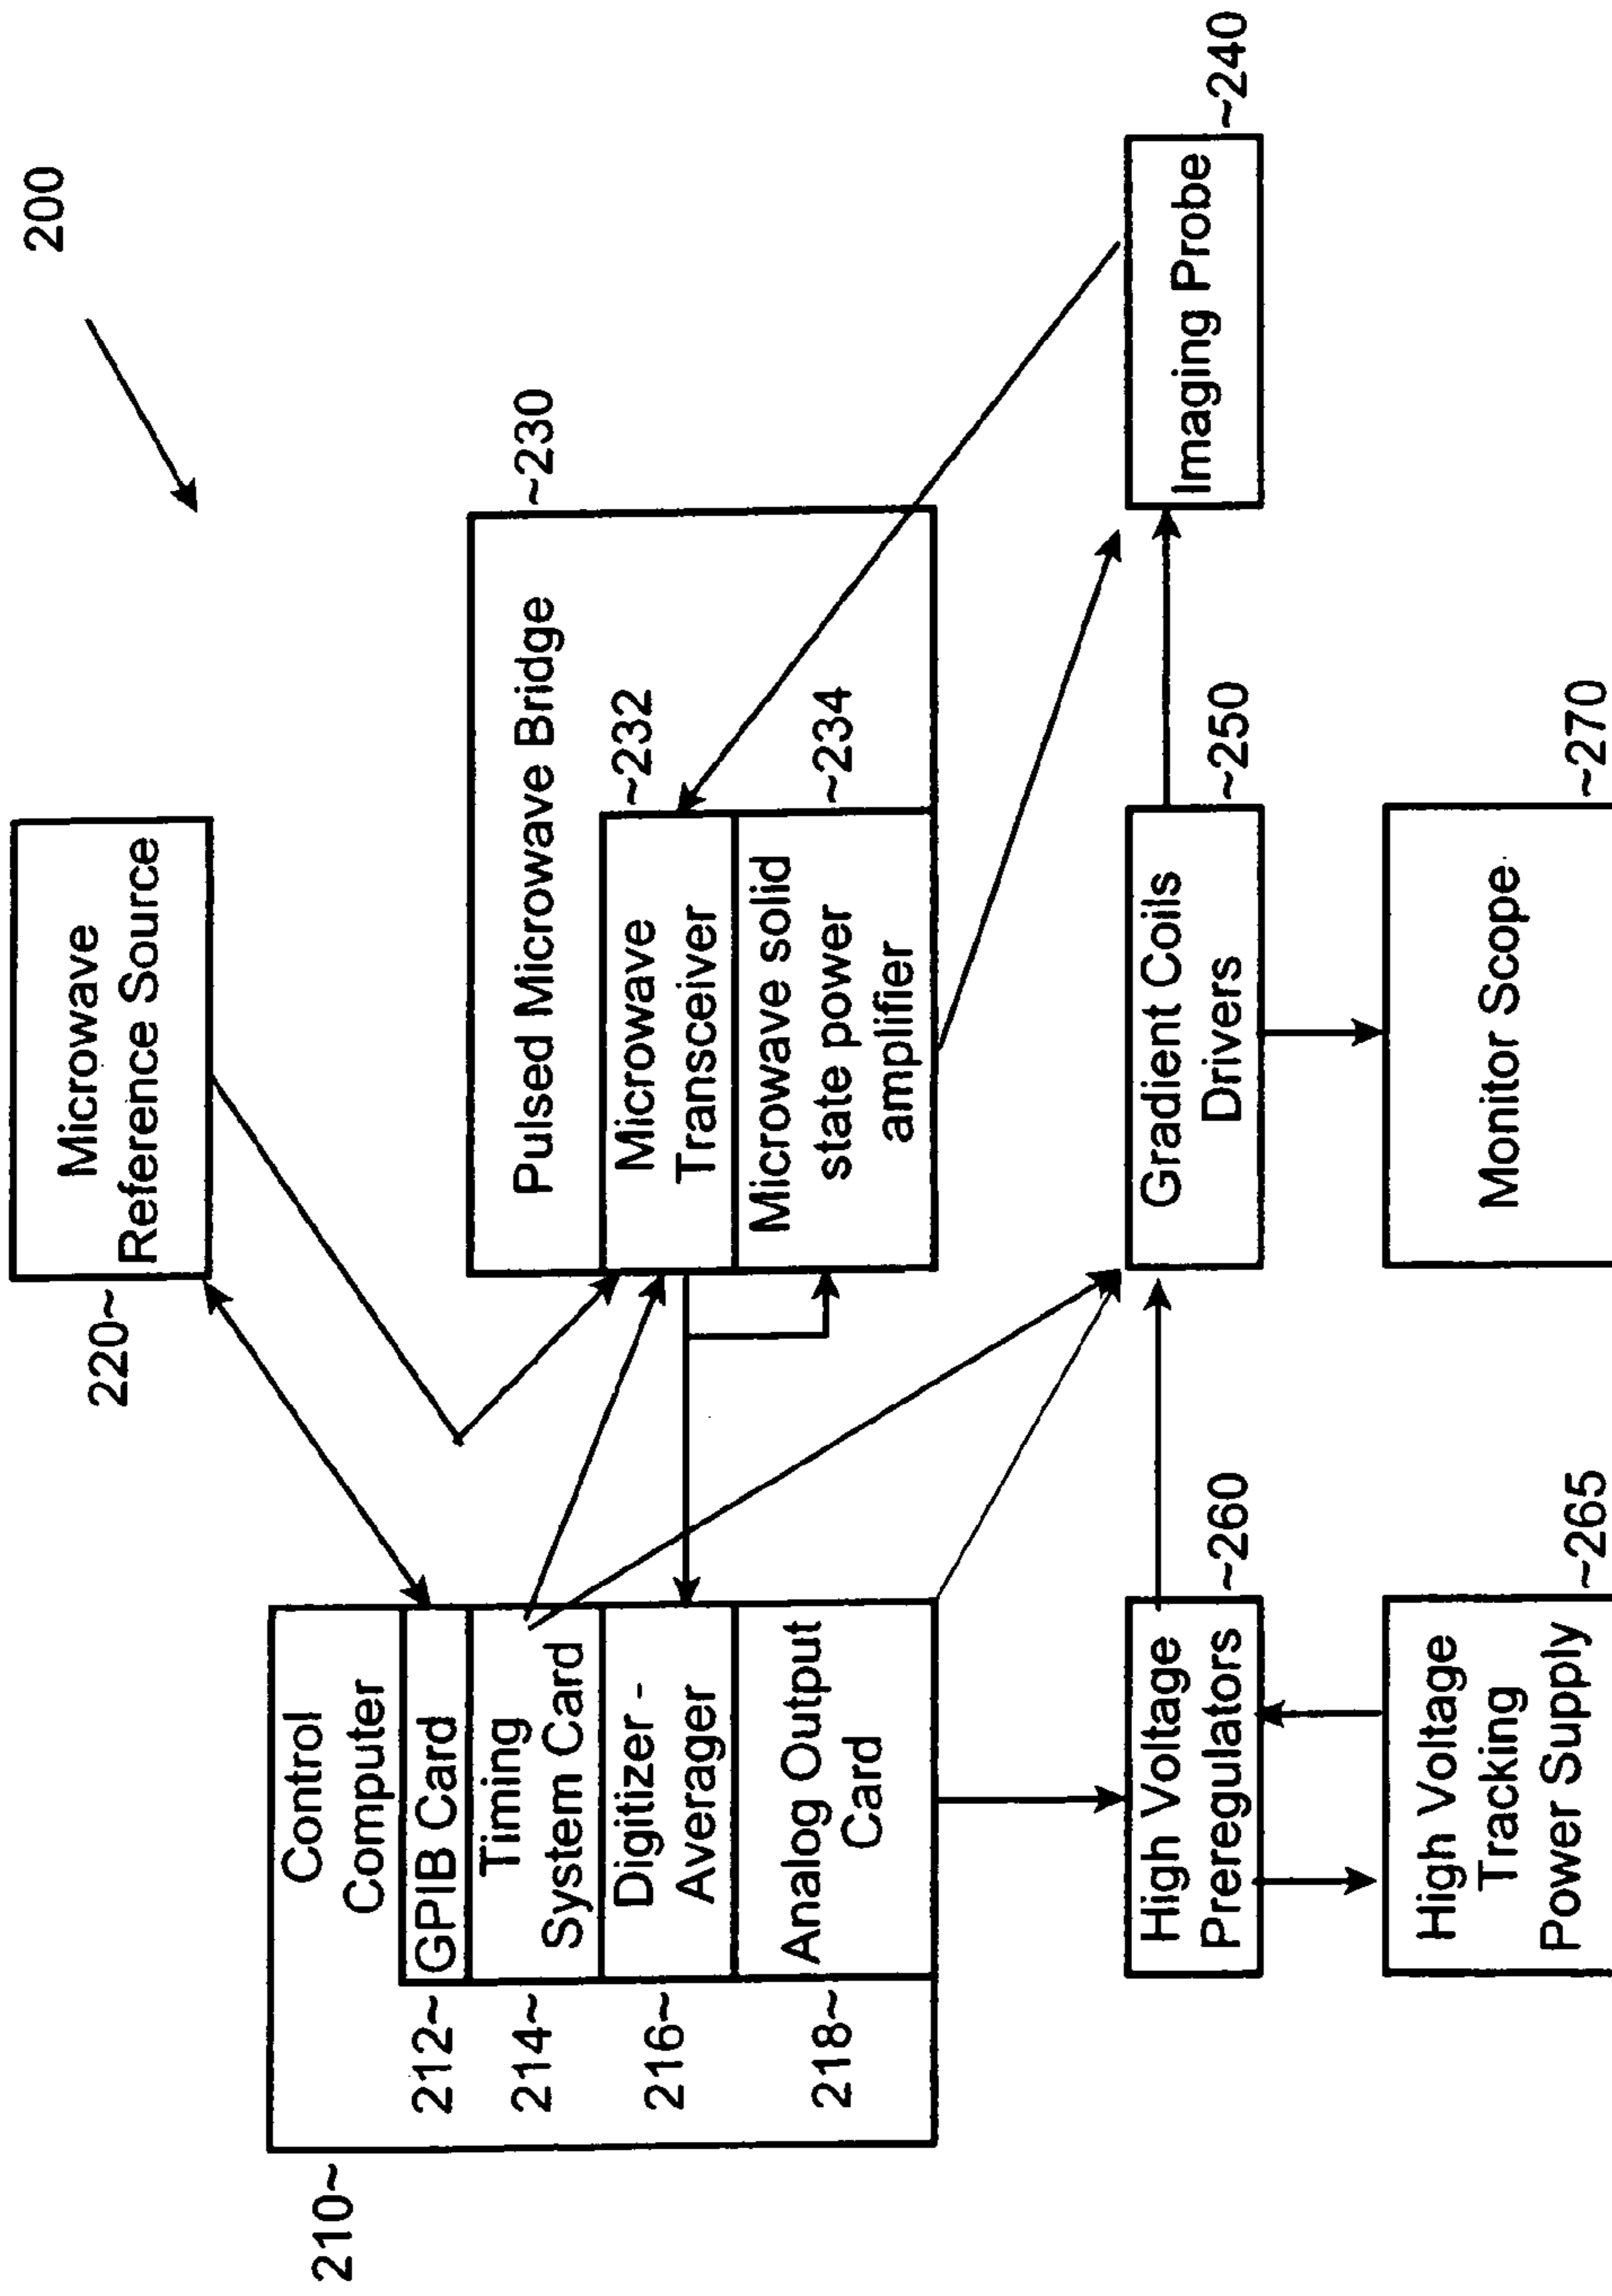 200
Microwave
Reference Source
220~
Control
Computer
210~
GPIB Card
212~
Timing
System Card
214~
Digitizer -
Averager
216~
Analog Output
Card
218~
Pulsed Microwave Bridge
~230
Microwave
Transceiver
~232
Microwave solid
state power
amplifier
~234
High Voltage
Preregulators
~260
Gradient Coils
Drivers
~250
Imaging Probe
~240
High Voltage
Tracking
Power Supply
~265
Monitor Scope
~270